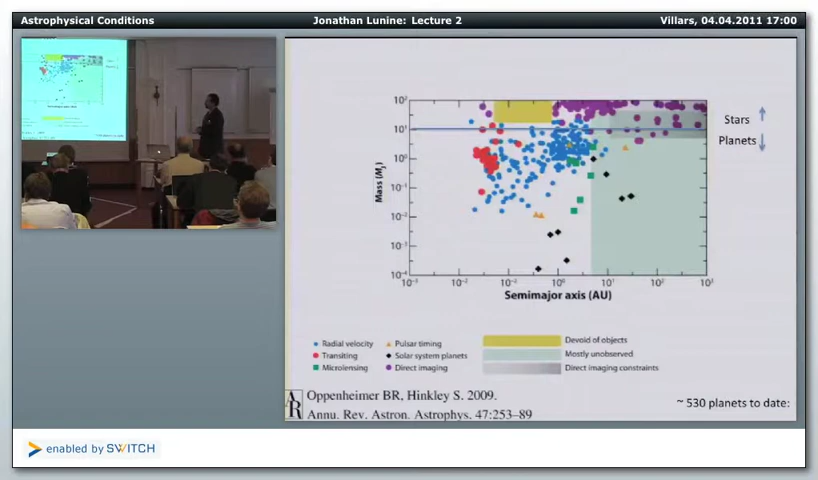 Astrophysical Conditions
Jonathan Lunine: Lecture 2
Villars, 04.04.2011 17:00
Stars
Planets
Mass (MJ)
10²
10¹
10⁰
10⁻¹
10⁻²
10⁻³
10⁻⁴
10⁻³
10⁻²
10⁻²
10⁰
10¹
10²
10³
Semimajor axis (AU)
Radial velocity
Pulsar timing
Devoid of objects
Transiting
Solar system planets
Mostly unobserved
Microlensing
Direct imaging
Direct imaging constraints
AR
Oppenheimer BR, Hinkley S. 2009.
Annu. Rev. Astron. Astrophys. 47:253–89
~ 530 planets to date:
enabled by SWITCH